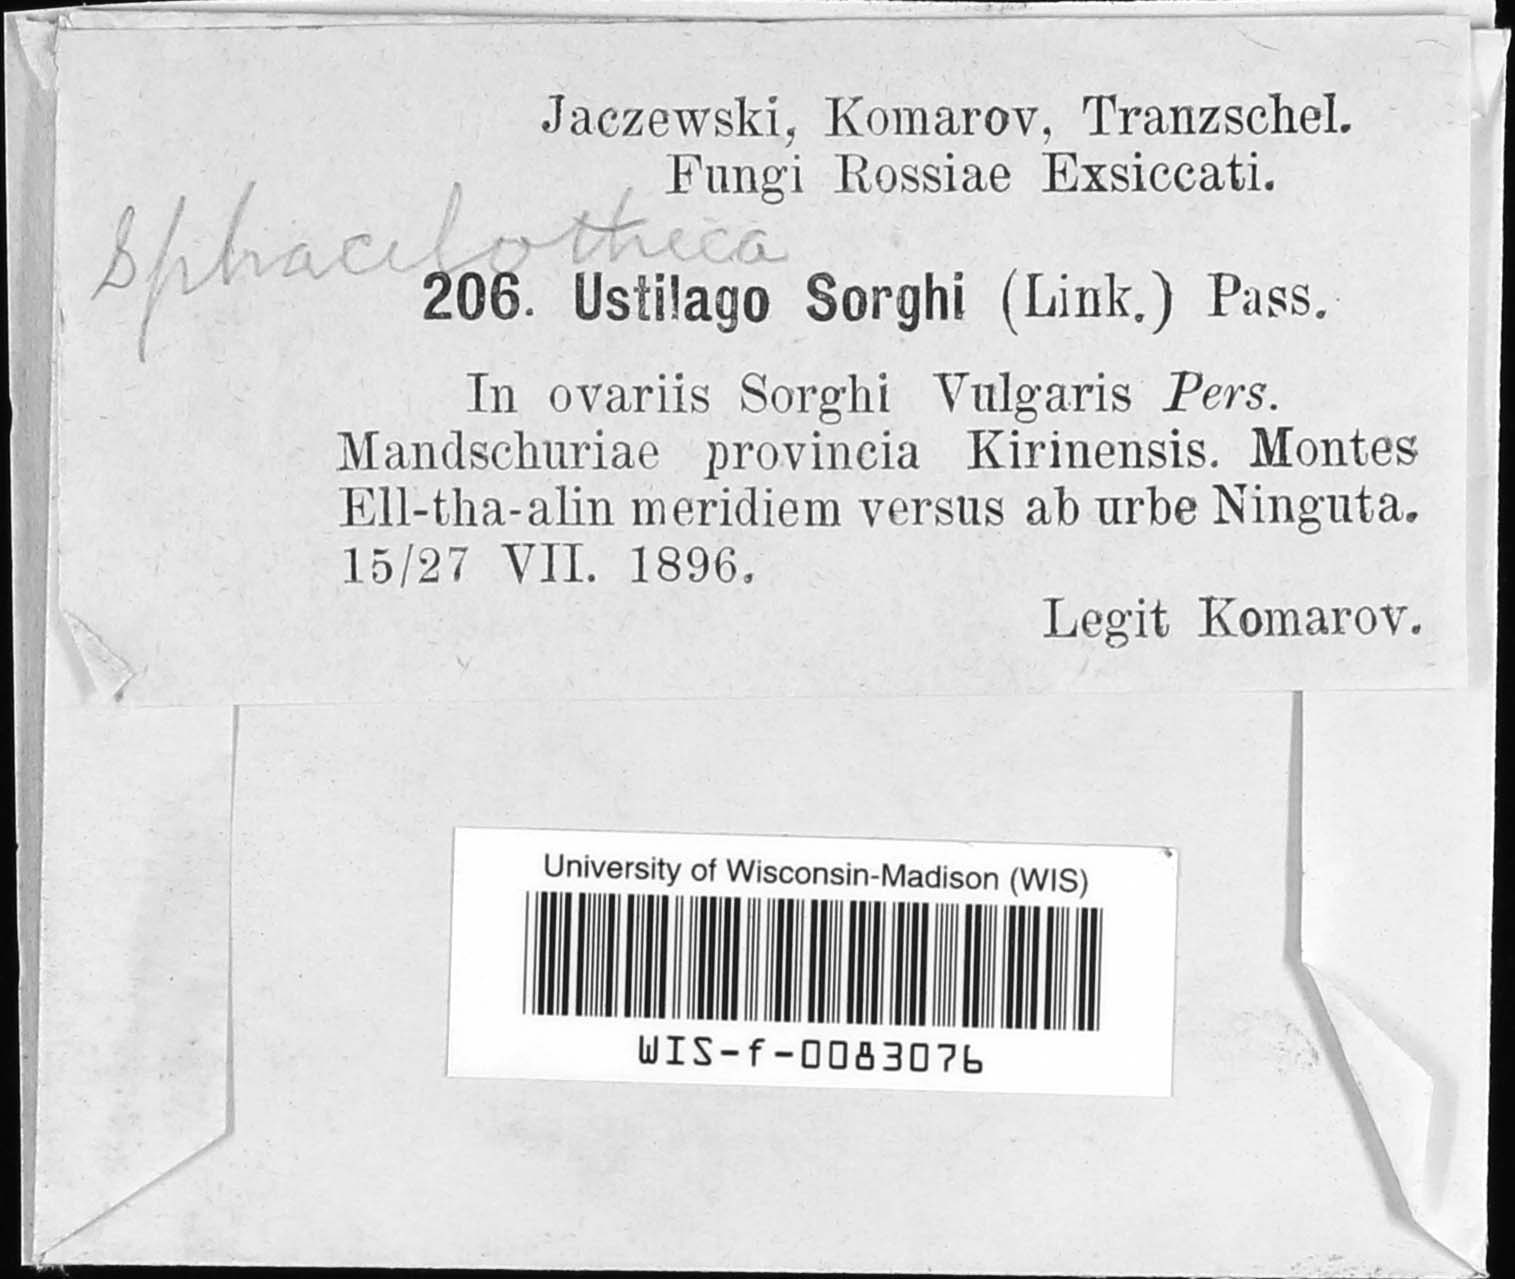 Jaczewski, Komarov, Tranzschel.
Fungi Rossiae Exsiccati.
Sphacelotheca
206. Ustilago Sorghi (Link.) Pass.
In ovariis Sorghi Vulgaris Pers.
Mandschuriae provincia Kirinensis. Montes
Ell-tha-alin meridiem versus ab urbe Ninguta.
15/27 VII. 1896.
Legit Komarov.
University of Wisconsin-Madison (WIS)
WIS-f-0083076